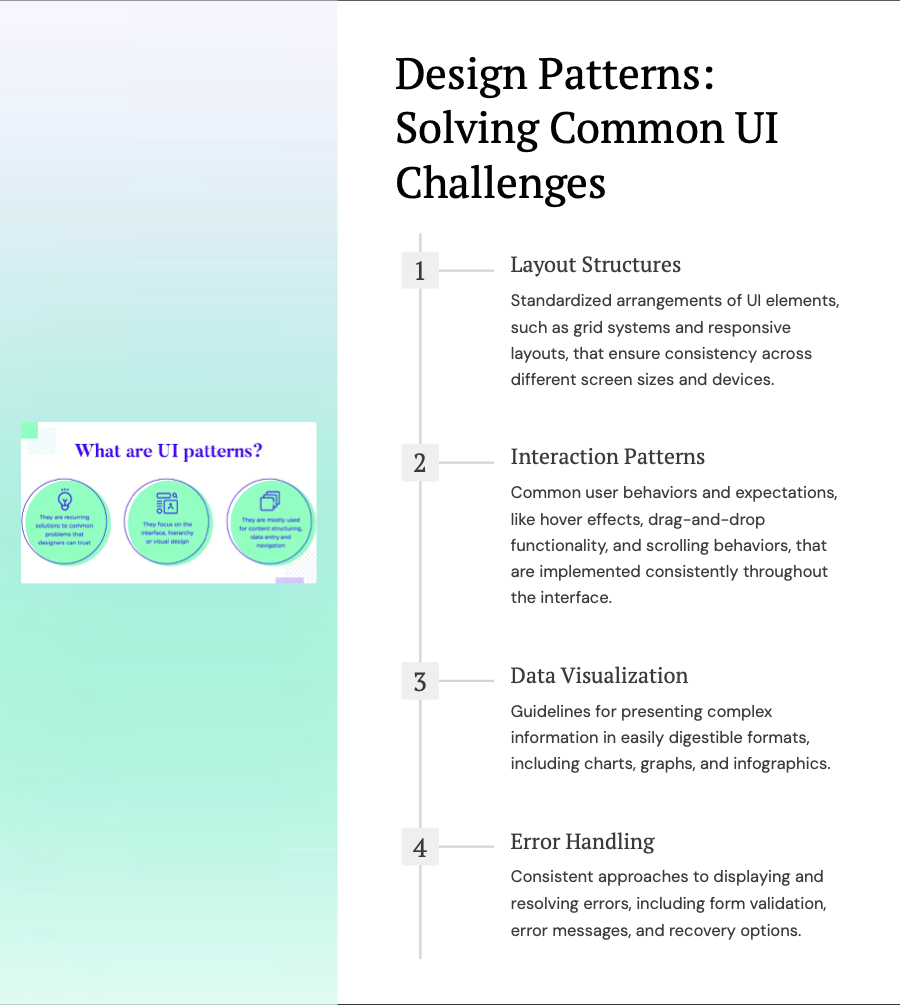 Design Patterns:
Solving Common UI
Challenges
1
Layout Structures
Standardized arrangements of UI elements,
such as grid systems and responsive
layouts, that ensure consistency across
different screen sizes and devices.
2
Interaction Patterns
Common user behaviors and expectations,
like hover effects, drag-and-drop
functionality, and scrolling behaviors, that
are implemented consistently throughout
the interface.
3
Data Visualization
Guidelines for presenting complex
information in easily digestible formats,
including charts, graphs, and infographics.
4
Error Handling
Consistent approaches to displaying and
resolving errors, including form validation,
error messages, and recovery options.
What are UI patterns?
They are recurring
solutions to common
problems that
designers can trust
A
They focus on the
interface, hierarchy
or visual design
They are mostly used
for content structuring,
data entry and
navigation